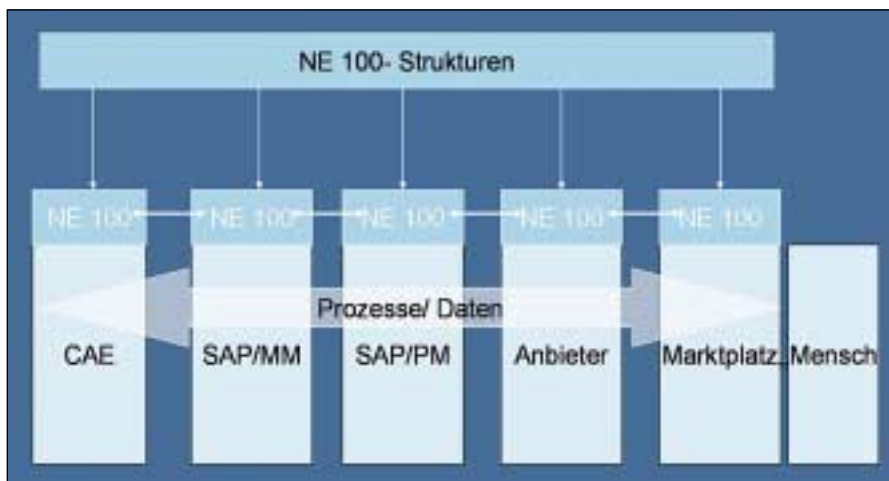 NE 100- Strukturen
NE 100 NE 100 NE 100 NE 100 NE 100
Prozesse/ Daten
CAE SAP/MM SAP/PM Anbieter Marktplatz Mensch